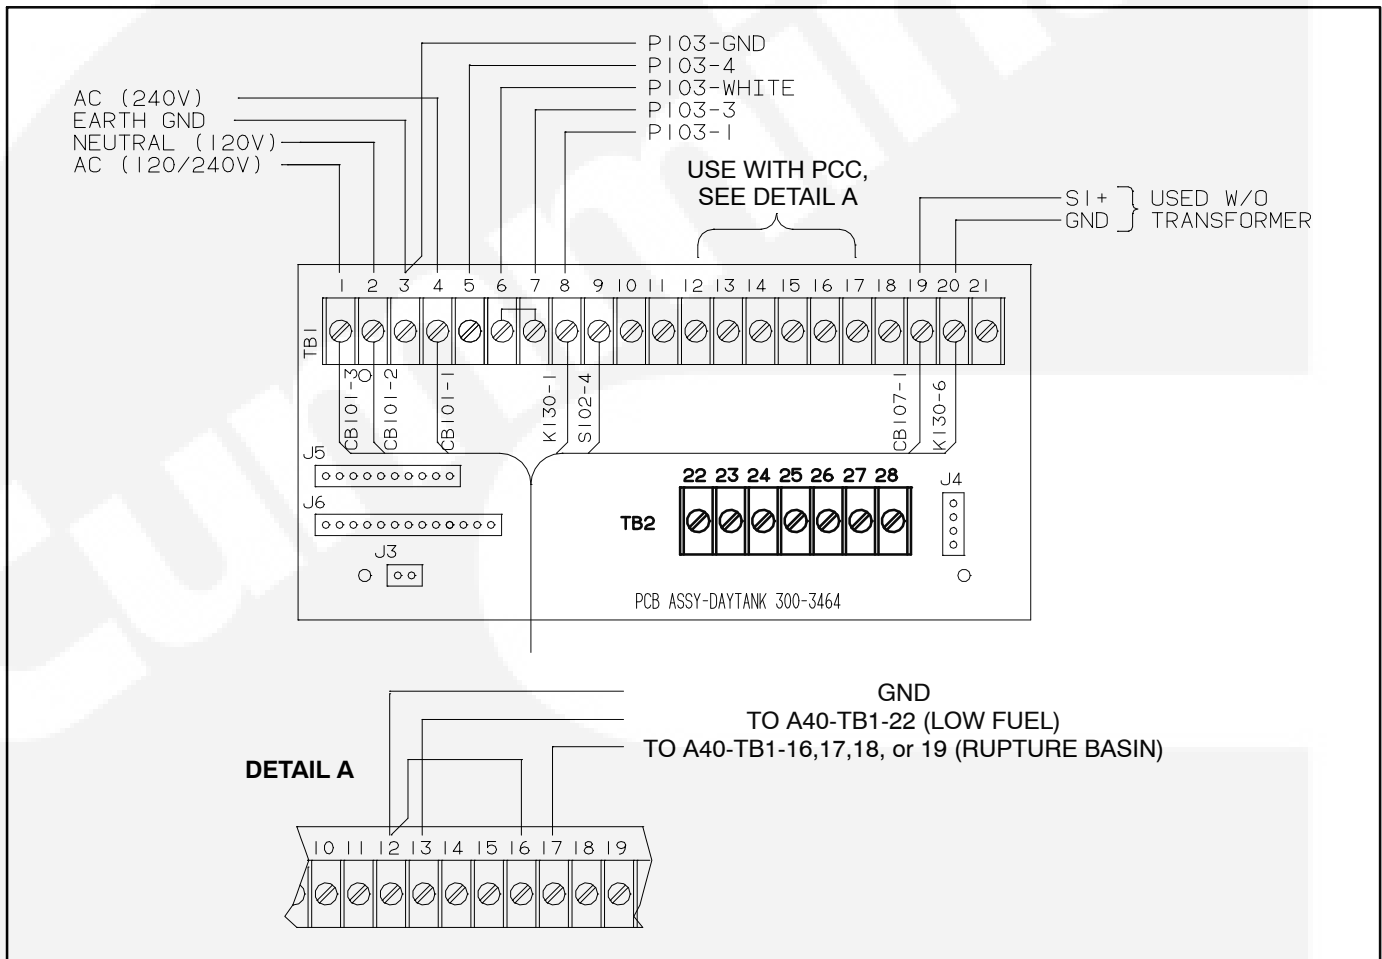 P103-GND
P103-4
P103-WHITE
P103-3
P103-1
AC (240V)
EARTH GND
NEUTRAL (120V)
AC (120/240V)
USE WITH PCC,
SEE DETAIL A
S1+
GND
USED W/O
TRANSFORMER
1 2 3 4 5 6 7 8 9 10 11 12 13 14 15 16 17 18 19 20 21
TB1
CB101-3
CB101-2
CB101-1
K130-1
S102-4
CB107-1
K130-6
J5
J6
J3
22 23 24 25 26 27 28
TB2
J4
PCB ASSY-DAYTANK 300-3464
GND
TO A40-TB1-22 (LOW FUEL)
TO A40-TB1-16,17,18, or 19 (RUPTURE BASIN)
DETAIL A
10 11 12 13 14 15 16 17 18 19
Cummins